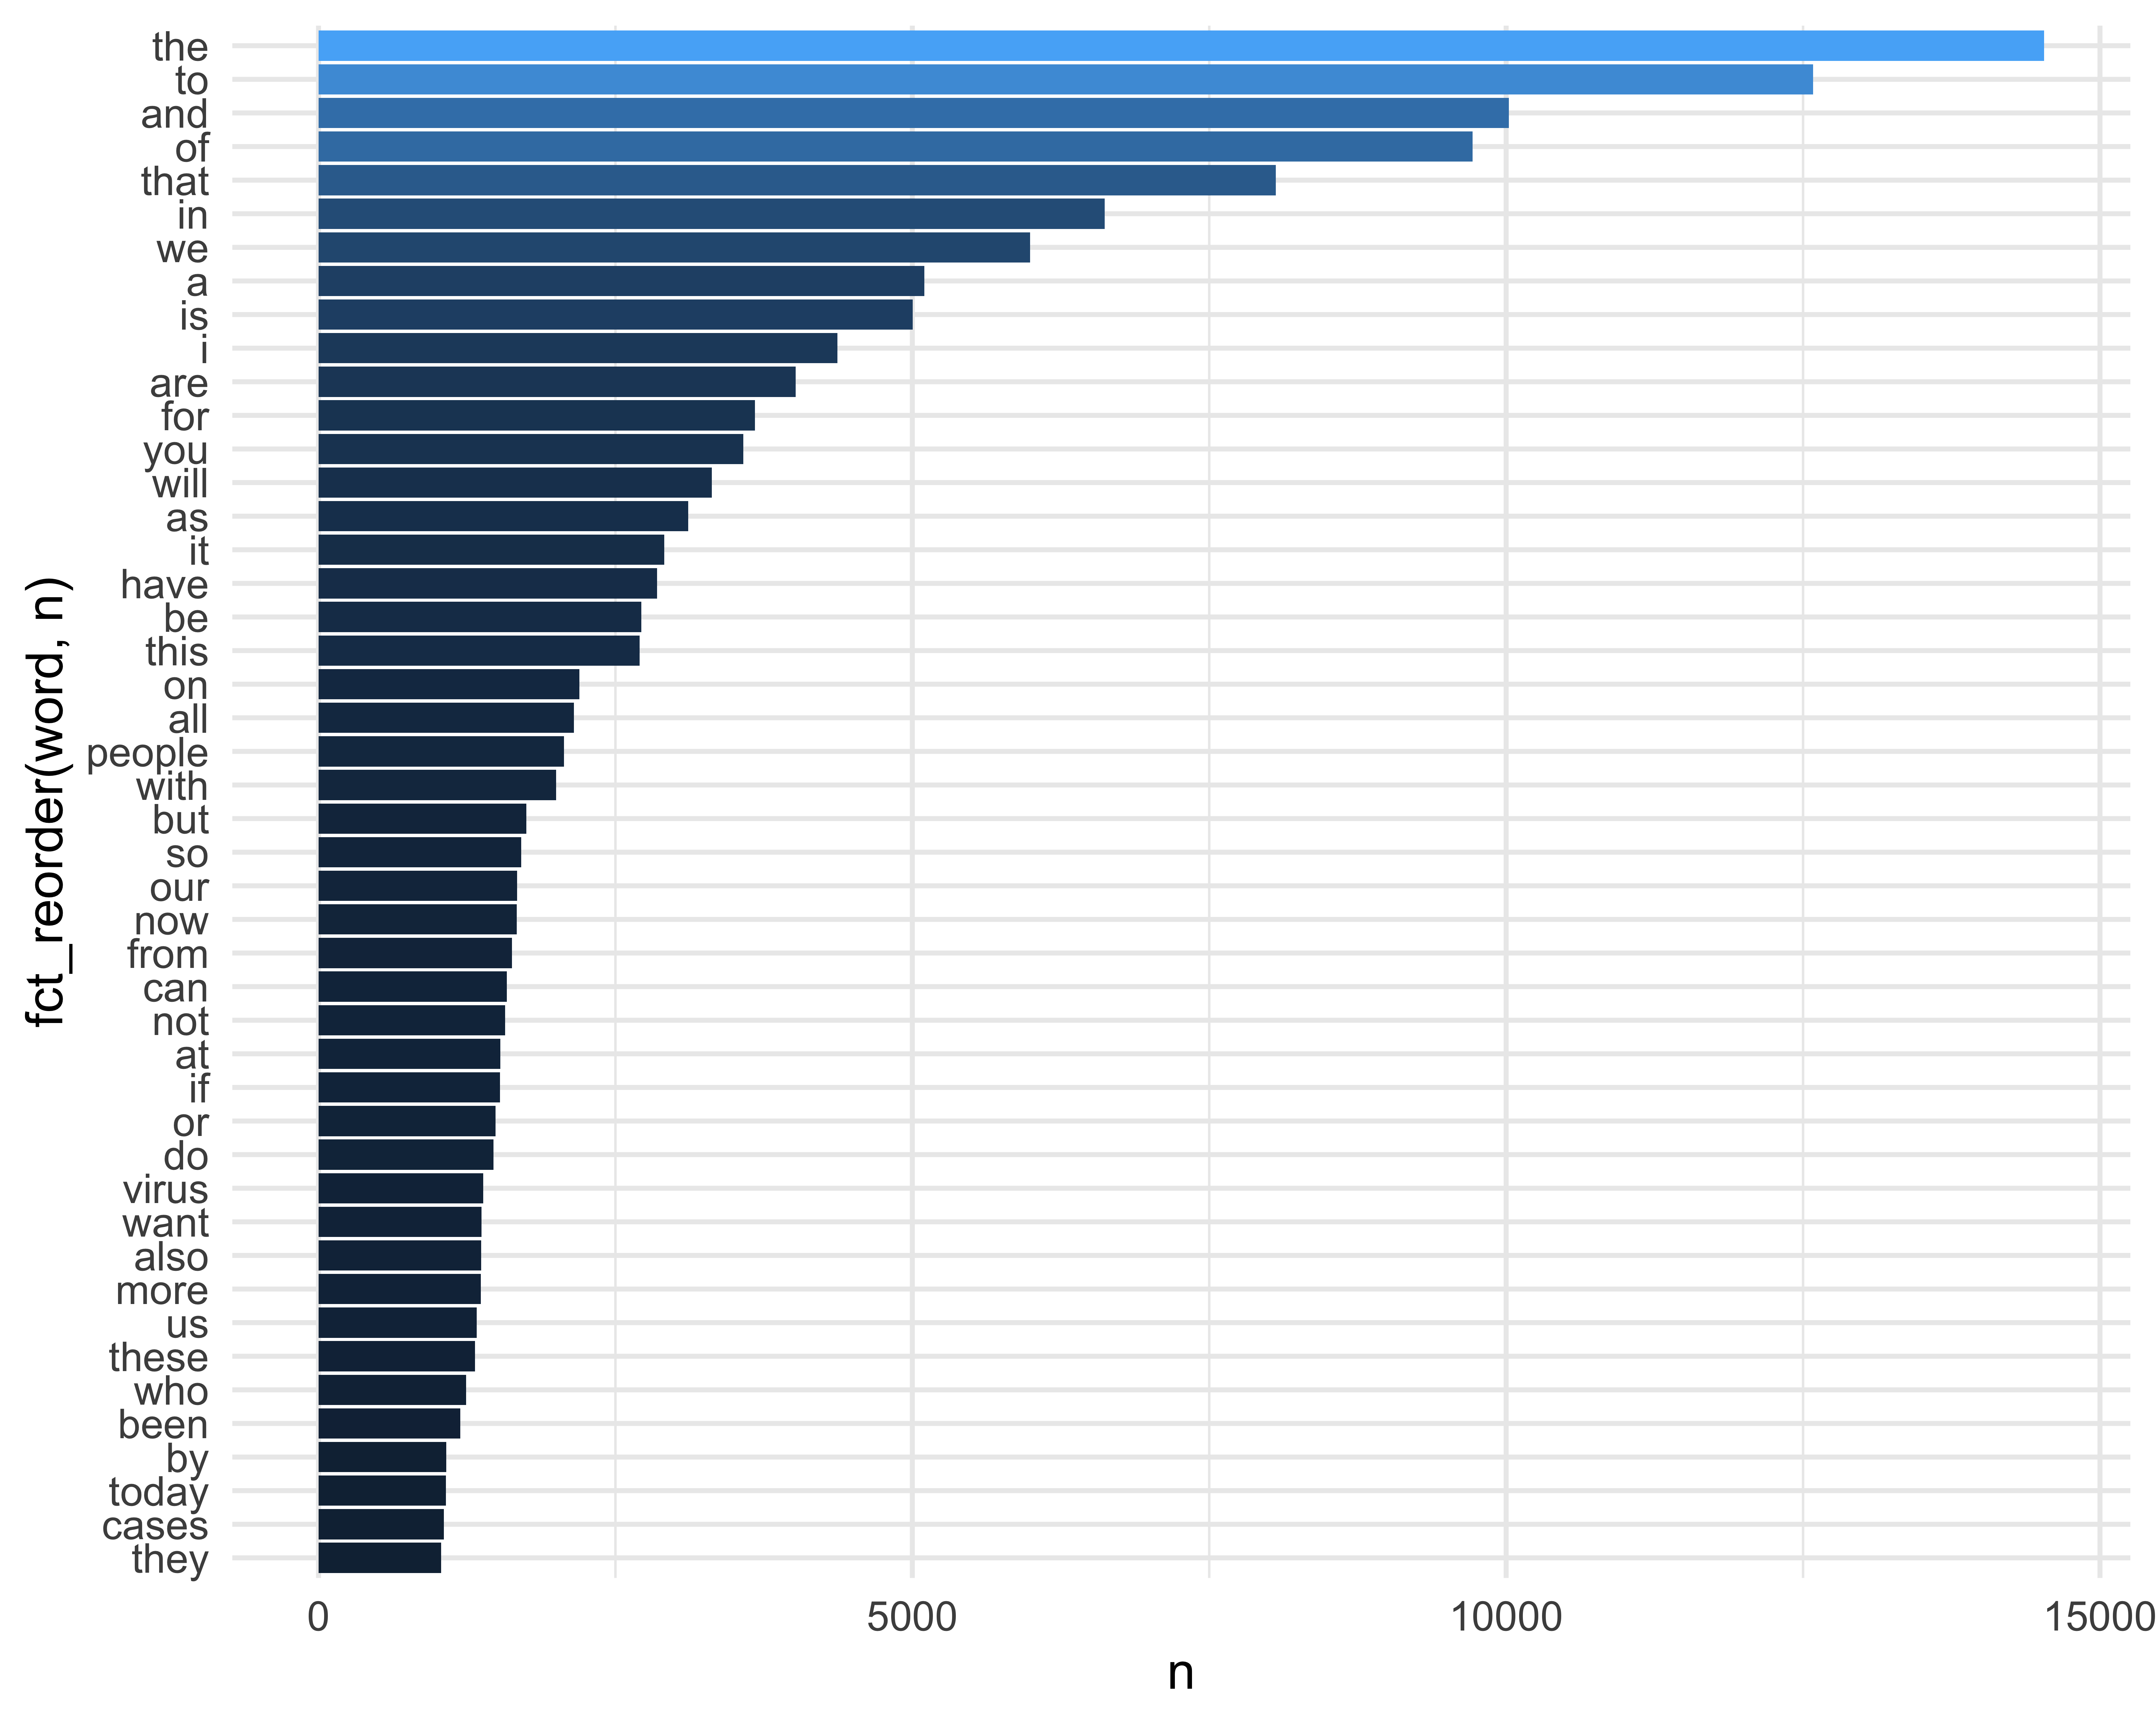 the
to
and
of
that
in
we
a
is
i
are
for
you
will
as
it
have
be
this
on
all
people
with
but
so
our
now
from
can
not
at
if
or
do
virus
want
also
more
us
these
who
been
by
today
cases
they
fct_reorder(word, n)
0 5000 10000 15000
n